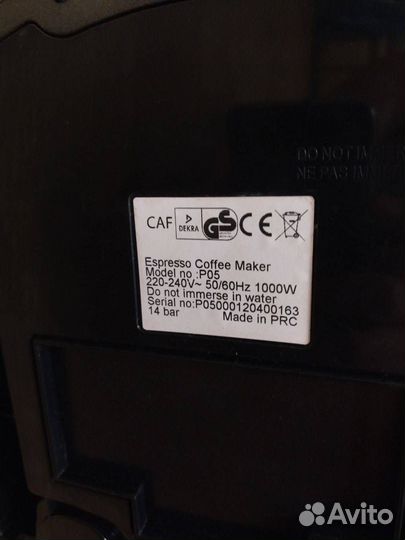 DO NOT IM
NE PAS IM
CAF DEKRA GS CE
Espresso Coffee Maker
Model no :P05
220-240V~ 50/60Hz 1000W
Do not immerse in water
Serial no:P05000120400163
14 bar Made in PRC
Avito